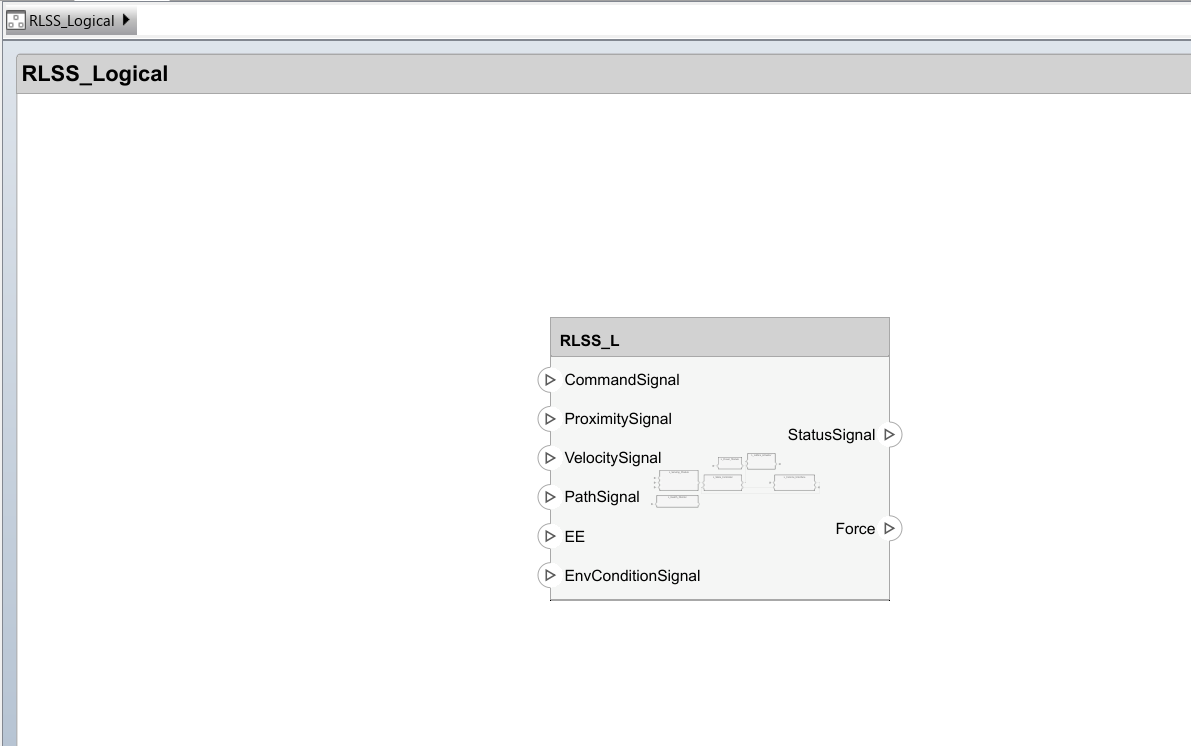 RLSS_Logical
RLSS_Logical
RLSS_L
CommandSignal
ProximitySignal
StatusSignal
VelocitySignal
PathSignal
Force
EE
EnvConditionSignal